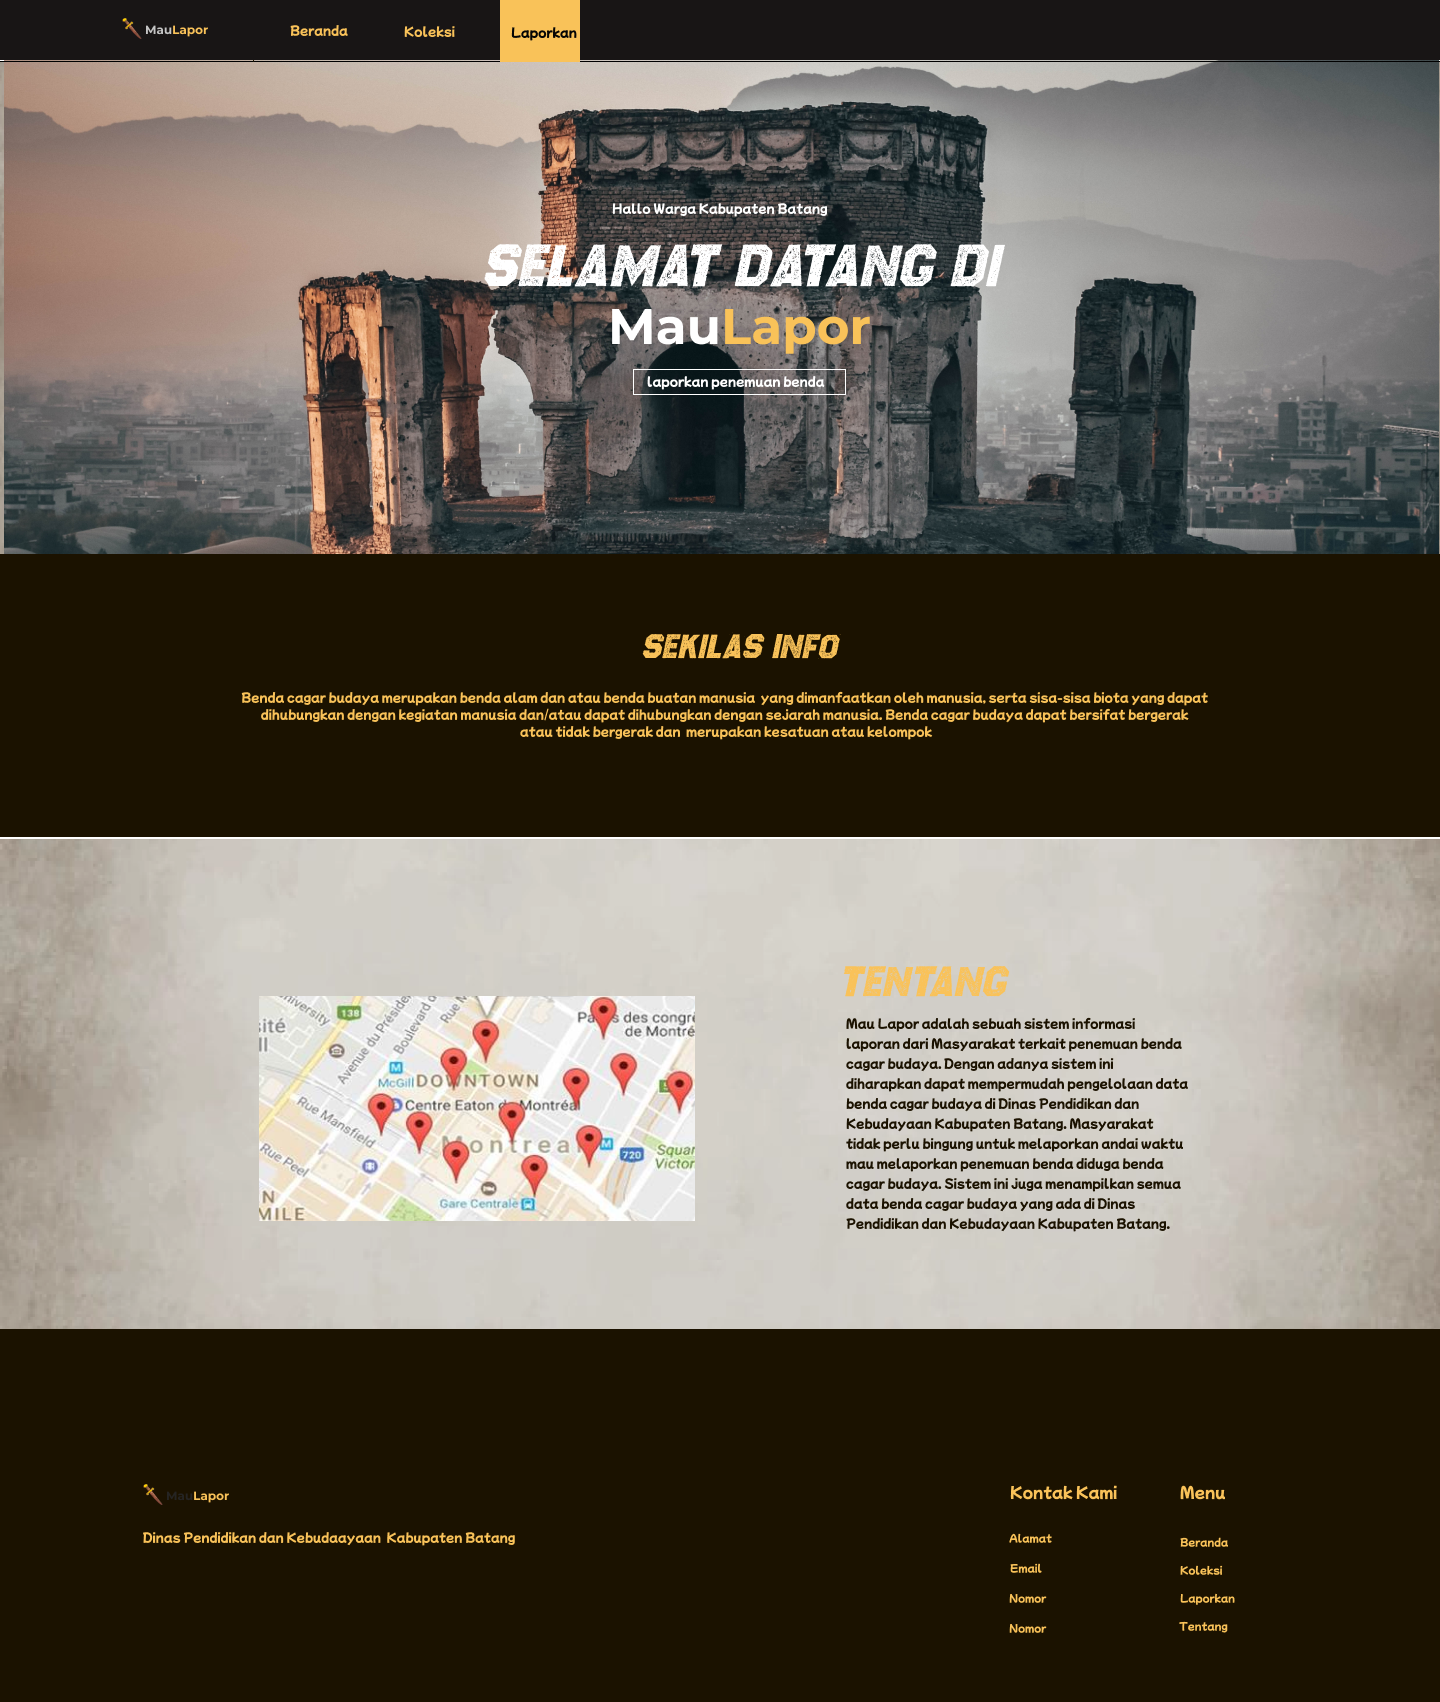 MauLapor
Beranda
Koleksi
Laporkan
Hallo Warga Kabupaten Batang
SELAMAT DATANG DI
MauLapor
laporkan penemuan benda
SEKILAS INFO
Benda cagar budaya merupakan benda alam dan atau benda buatan manusia yang dimanfaatkan oleh manusia, serta sisa-sisa biota yang dapat
dihubungkan dengan kegiatan manusia dan/atau dapat dihubungkan dengan sejarah manusia. Benda cagar budaya dapat bersifat bergerak
atau tidak bergerak dan merupakan kesatuan atau kelompok
138
niversity
sité
Avenue du Présiden
Boulevard d
Rue
des congrè
de Montré
McGill
DOWNTOWN
Centre Eaton de Montréal
Rue Mansfield
Montreal
Rue Peel
720
Squar
Victor
Gare Centrale
N
MILE
TENTANG
Mau Lapor adalah sebuah sistem informasi
laporan dari Masyarakat terkait penemuan benda
cagar budaya. Dengan adanya sistem ini
diharapkan dapat mempermudah pengelolaan data
benda cagar budaya di Dinas Pendidikan dan
Kebudayaan Kabupaten Batang. Masyarakat
tidak perlu bingung untuk melaporkan andai waktu
mau melaporkan penemuan benda diduga benda
cagar budaya. Sistem ini juga menampilkan semua
data benda cagar budaya yang ada di Dinas
Pendidikan dan Kebudayaan Kabupaten Batang.
MauLapor
Dinas Pendidikan dan Kebudaayaan Kabupaten Batang
Kontak Kami
Alamat
Email
Nomor
Nomor
Menu
Beranda
Koleksi
Laporkan
Tentang